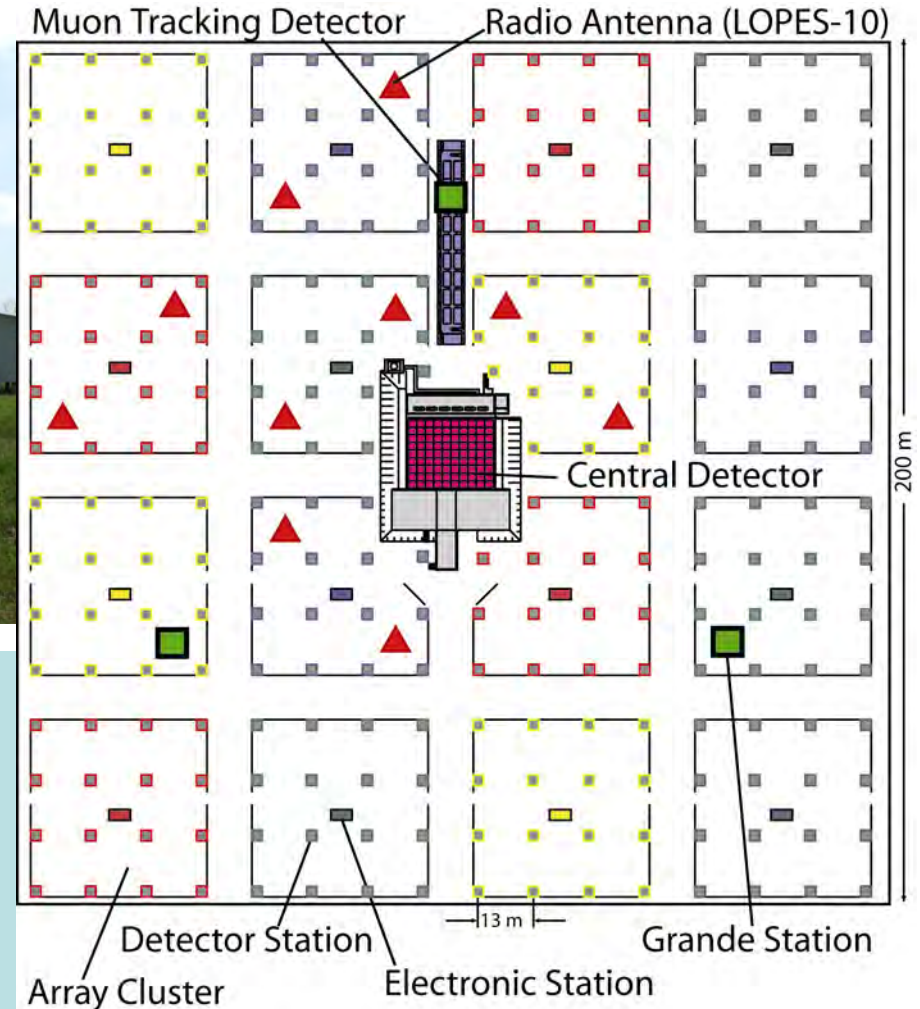 Muon Tracking Detector
Radio Antenna (LOPES-10)
Central Detector
200 m
13 m
Detector Station
Grande Station
Electronic Station
Array Cluster